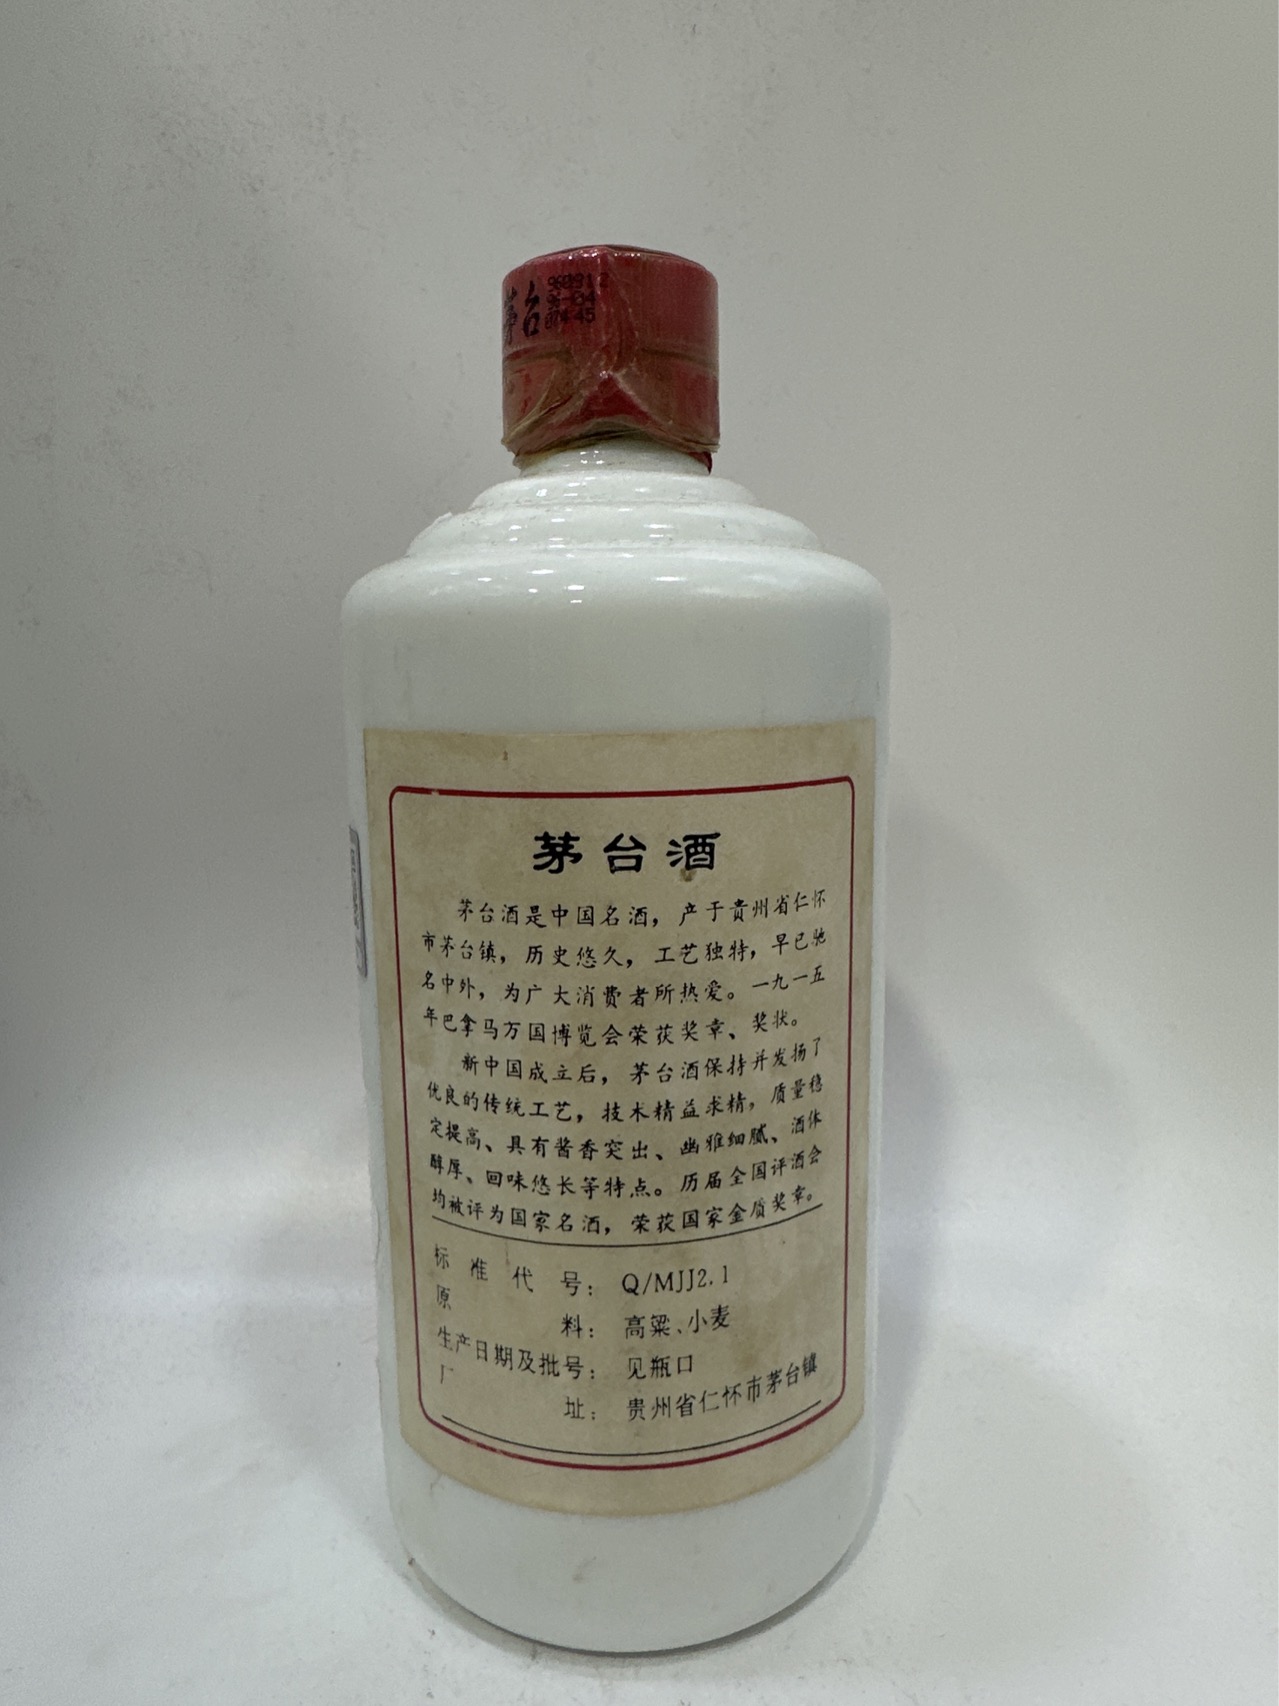 茅台
960912
96-04
07445
茅台酒
茅台酒是中国名酒，产于贵州省仁怀
市茅台镇，历史悠久，工艺独特，早已驰
名中外，为广大消费者所热爱。一九一五
年巴拿马万国博览会荣获奖章、奖状。
新中国成立后，茅台酒保持并发扬了
优良的传统工艺，技术精益求精，质量稳
定提高、具有酱香突出、幽雅细腻、酒体
醇厚、回味悠长等特点。历届全国评酒会
均被评为国家名酒，荣获国家金质奖章。
标准代号：Q/MJJ2.1
原料：高粱、小麦
生产日期及批号：见瓶口
厂址：贵州省仁怀市茅台镇